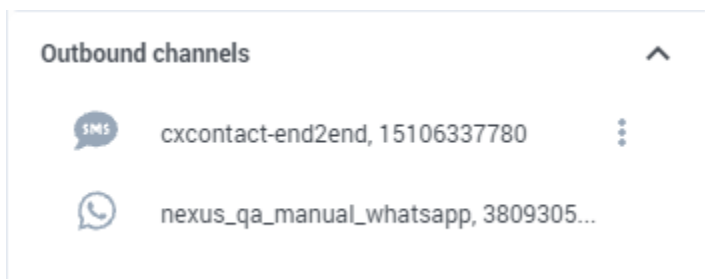 Outbound channels
SMS
cxcontact-end2end, 15106337780
nexus_qa_manual_whatsapp, 3809305...